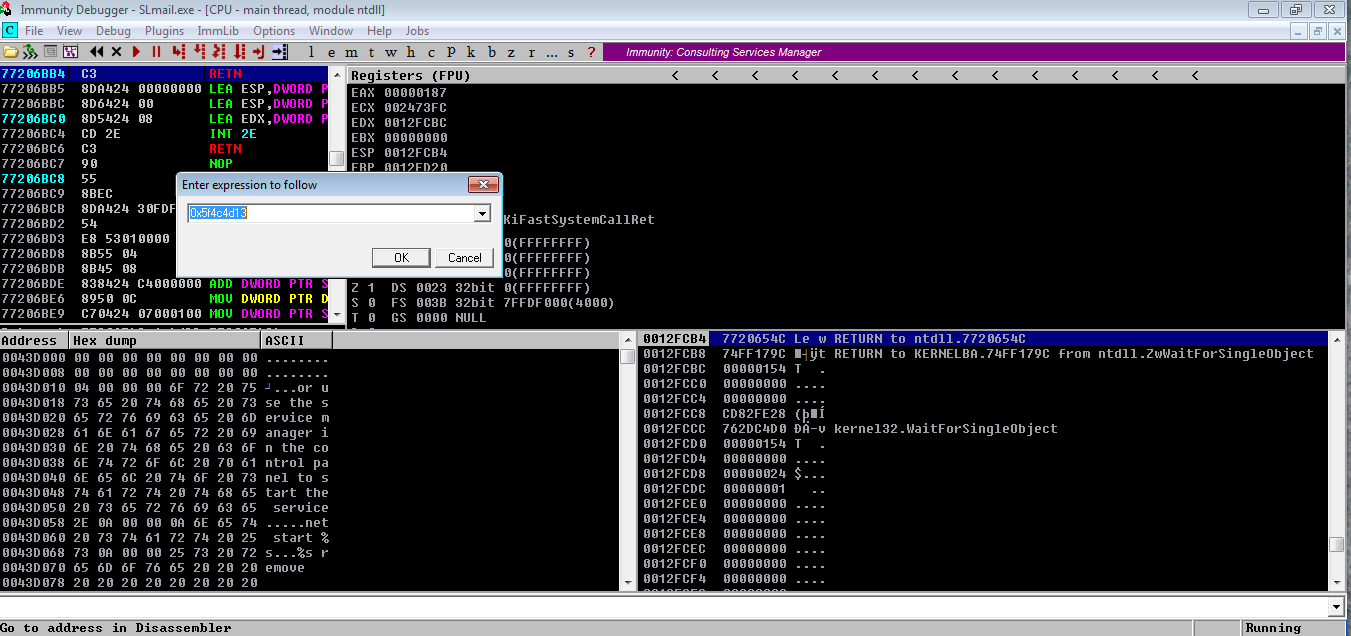 Immunity Debugger - SLmail.exe - [CPU - main thread, module ntdll]
C File View Debug Plugins ImmLib Options Window Help Jobs
l e m t w h c P k b z r ... s ? Immunity: Consulting Services Manager
77206BB4 C3 RETN
77206BB5 8DA424 00000000 LEA ESP,DWORD P
77206BBC 8D6424 00 LEA ESP,DWORD P
77206BC0 8D5424 08 LEA EDX,DWORD P
77206BC4 CD 2E INT 2E
77206BC6 C3 RETN
77206BC7 90 NOP
77206BC8 55
77206BC9 8BEC
77206BCB 8DA424 30FDF
77206BD2 54
77206BD3 E8 53010000
77206BD8 8B55 04
77206BDB 8B45 08
77206BDE 838424 C4000000 ADD DWORD PTR S
77206BE6 8950 0C MOV DWORD PTR D
77206BE9 C70424 07000100 MOV DWORD PTR S
Registers (FPU) < < < < < < < < < < < < < <
EAX 00000187
ECX 002473FC
EDX 0012FCBC
EBX 00000000
ESP 0012FCB4
EBP 0012FD20
KiFastSystemCallRet
0(FFFFFFFF)
0(FFFFFFFF)
0(FFFFFFFF)
Z 1 DS 0023 32bit 0(FFFFFFFF)
S 0 FS 003B 32bit 7FFDF000(4000)
T 0 GS 0000 NULL
Enter expression to follow
0x5f4c4d13
OK Cancel
Address Hex dump ASCII
0043D000 00 00 00 00 00 00 00 00 ........
0043D008 00 00 00 00 00 00 00 00 ........
0043D010 04 00 00 00 6F 72 20 75 ┘...or u
0043D018 73 65 20 74 68 65 20 73 se the s
0043D020 65 72 76 69 63 65 20 6D ervice m
0043D028 61 6E 61 67 65 72 20 69 anager i
0043D030 6E 20 74 68 65 20 63 6F n the co
0043D038 6E 74 72 6F 6C 20 70 61 ntrol pa
0043D040 6E 65 6C 20 74 6F 20 73 nel to s
0043D048 74 61 72 74 20 74 68 65 tart the
0043D050 20 73 65 72 76 69 63 65 service
0043D058 2E 0A 00 00 0A 6E 65 74 .....net
0043D060 20 73 74 61 72 74 20 25 start %
0043D068 73 0A 00 00 25 73 20 72 s...%s r
0043D070 65 6D 6F 76 65 20 20 20 emove
0043D078 20 20 20 20 20 20 20 20
0012FCB4 7720654C Le w RETURN to ntdll.7720654C
0012FCB8 74FF179C ■┤ÿt RETURN to KERNELBA.74FF179C from ntdll.ZwWaitForSingleObject
0012FCBC 00000154 T .
0012FCC0 00000000 ....
0012FCC4 00000000 ....
0012FCC8 CD82FE28 (þ■Í
0012FCCC 762DC4D0 ÐÄ-v kernel32.WaitForSingleObject
0012FCD0 00000154 T .
0012FCD4 00000000 ....
0012FCD8 00000024 $...
0012FCDC 00000001 ..
0012FCE0 00000000 ....
0012FCE4 00000000 ....
0012FCE8 00000000 ....
0012FCEC 00000000 ....
0012FCF0 00000000 ....
0012FCF4 00000000 ....
Go to address in Disassembler
Running